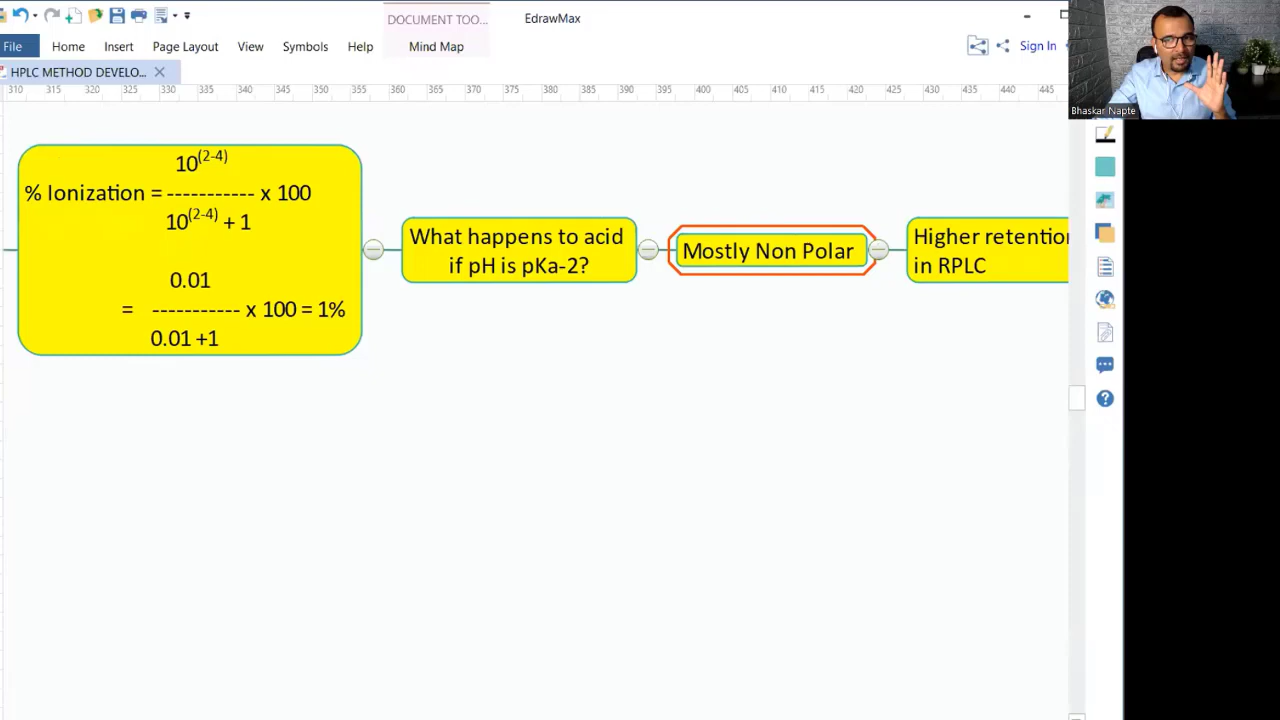 DOCUMENT TOO...
EdrawMax
File
Home
Insert
Page Layout
View
Symbols
Help
Mind Map
Sign In
HPLC METHOD DEVELO...
310 315 320 325 330 335 340 345 350 355 360 365 370 375 380 385 390 395 400 405 410 415 420 425 430 435 440 445
Bhaskar Napte
10(2-4)
% Ionization = ----------- x 100
10(2-4) + 1
0.01
= ----------- x 100 = 1%
0.01 +1
What happens to acid
if pH is pKa-2?
Mostly Non Polar
Higher retention
in RPLC